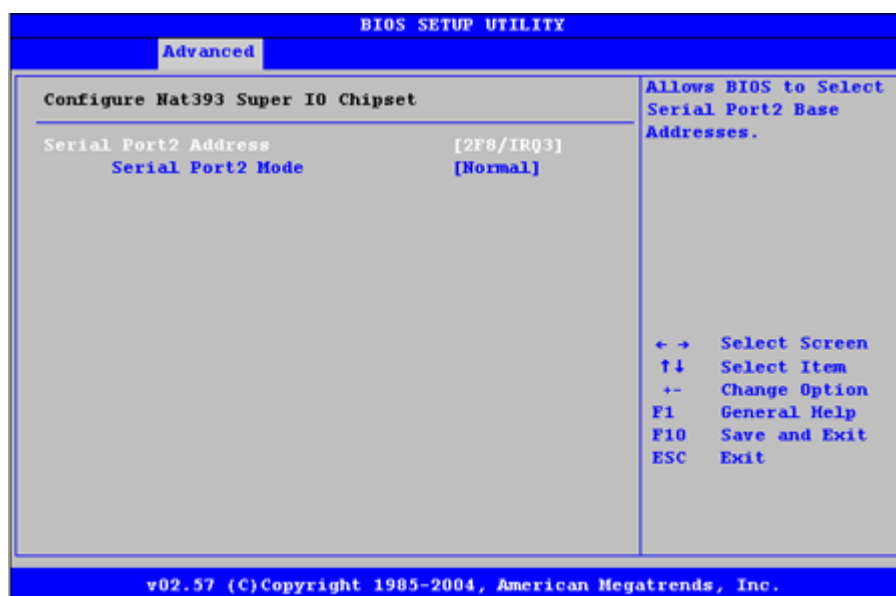 BIOS SETUP UTILITY
Advanced
Configure Nat393 Super IO Chipset
Serial Port2 Address [2F8/IRQ3]
Serial Port2 Mode [Normal]
Allows BIOS to Select
Serial Port2 Base
Addresses.
← → Select Screen
↑↓ Select Item
+- Change Option
F1 General Help
F10 Save and Exit
ESC Exit
v02.57 (C)Copyright 1985-2004, American Megatrends, Inc.